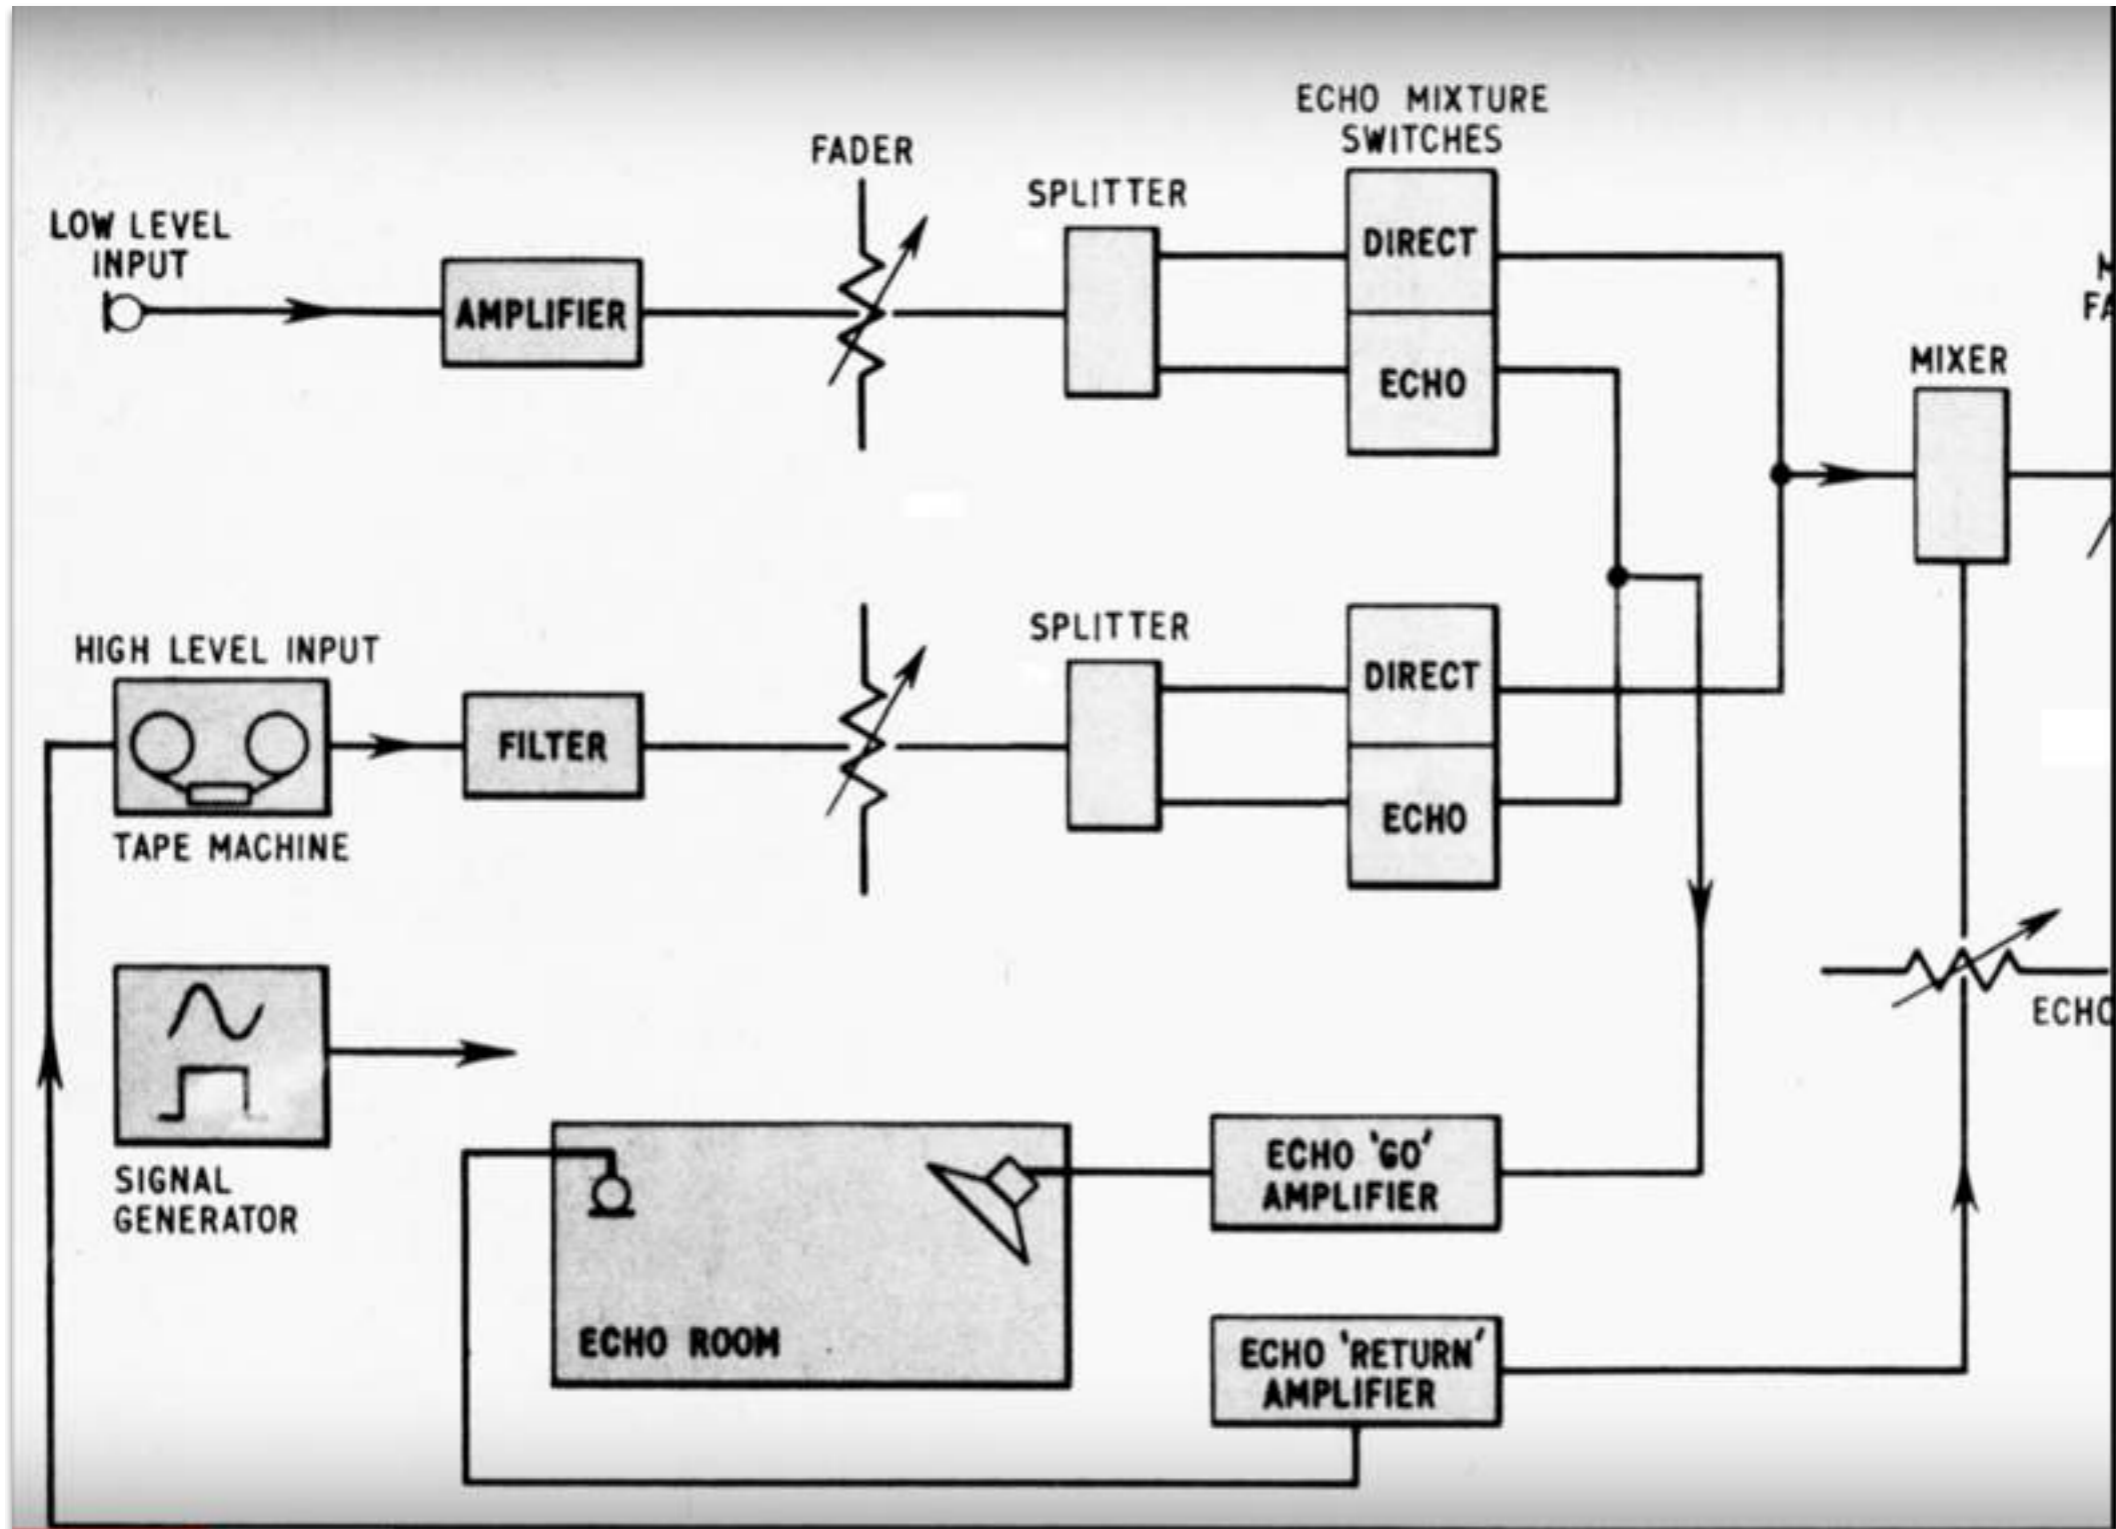 ECHO MIXTURE
SWITCHES
FADER
SPLITTER
LOW LEVEL
INPUT
DIRECT
AMPLIFIER
ECHO
MIXER
SPLITTER
HIGH LEVEL INPUT
DIRECT
FILTER
ECHO
TAPE MACHINE
ECHO
SIGNAL
GENERATOR
ECHO 'GO'
AMPLIFIER
ECHO ROOM
ECHO 'RETURN'
AMPLIFIER